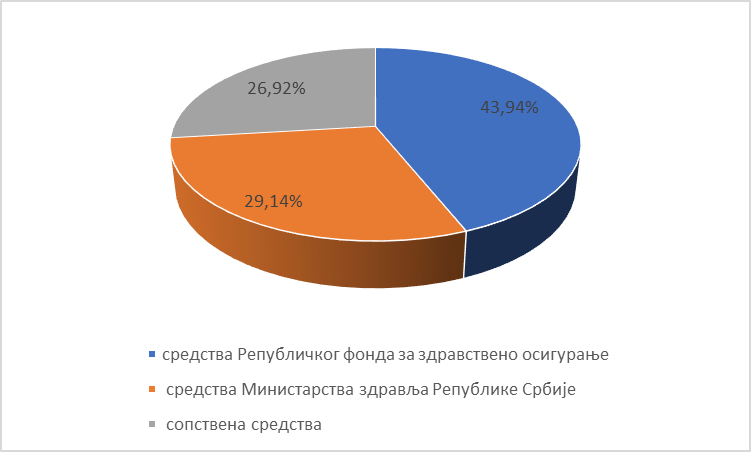 26,92%
43,94%
29,14%
средства Републичког фонда за здравствено осигурање
средства Министарства здравља Републике Србије
сопствена средства